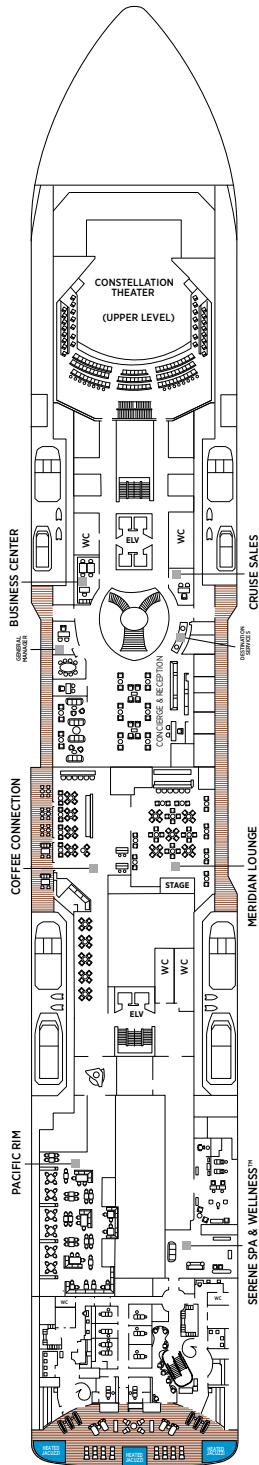 CONSTELLATION
THEATER
(UPPER LEVEL)
WC
WC
ELV
BUSINESS CENTER
CRUISE SALES
GENERAL
MANAGER
DESTINATION
SERVICES
CONCIERGE & RECEPTION
COFFEE CONNECTION
MERIDIAN LOUNGE
STAGE
WC
WC
ELV
PACIFIC RIM
SERENE SPA & WELLNESS™
WC
WC
HEATED
JACUZZI
HEATED
JACUZZI
HEATED
JACUZZI